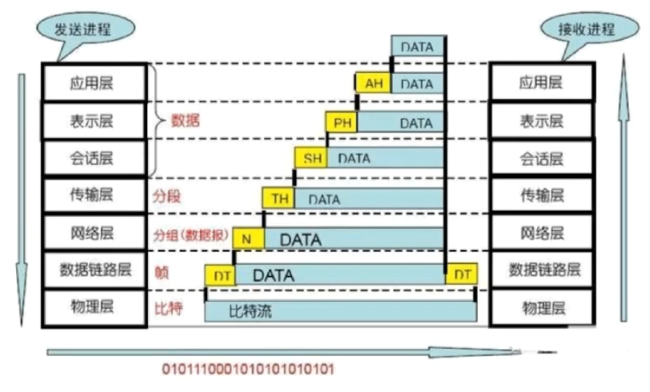 发送进程
接收进程
DATA
应用层
AH
DATA
应用层
表示层
数据
PH
DATA
表示层
会话层
SH
DATA
会话层
传输层
分段
TH
DATA
传输层
网络层
分组(数据报)
N
DATA
网络层
数据链路层
帧
DT
DATA
DT
数据链路层
物理层
比特
比特流
物理层
0101110001010101010101